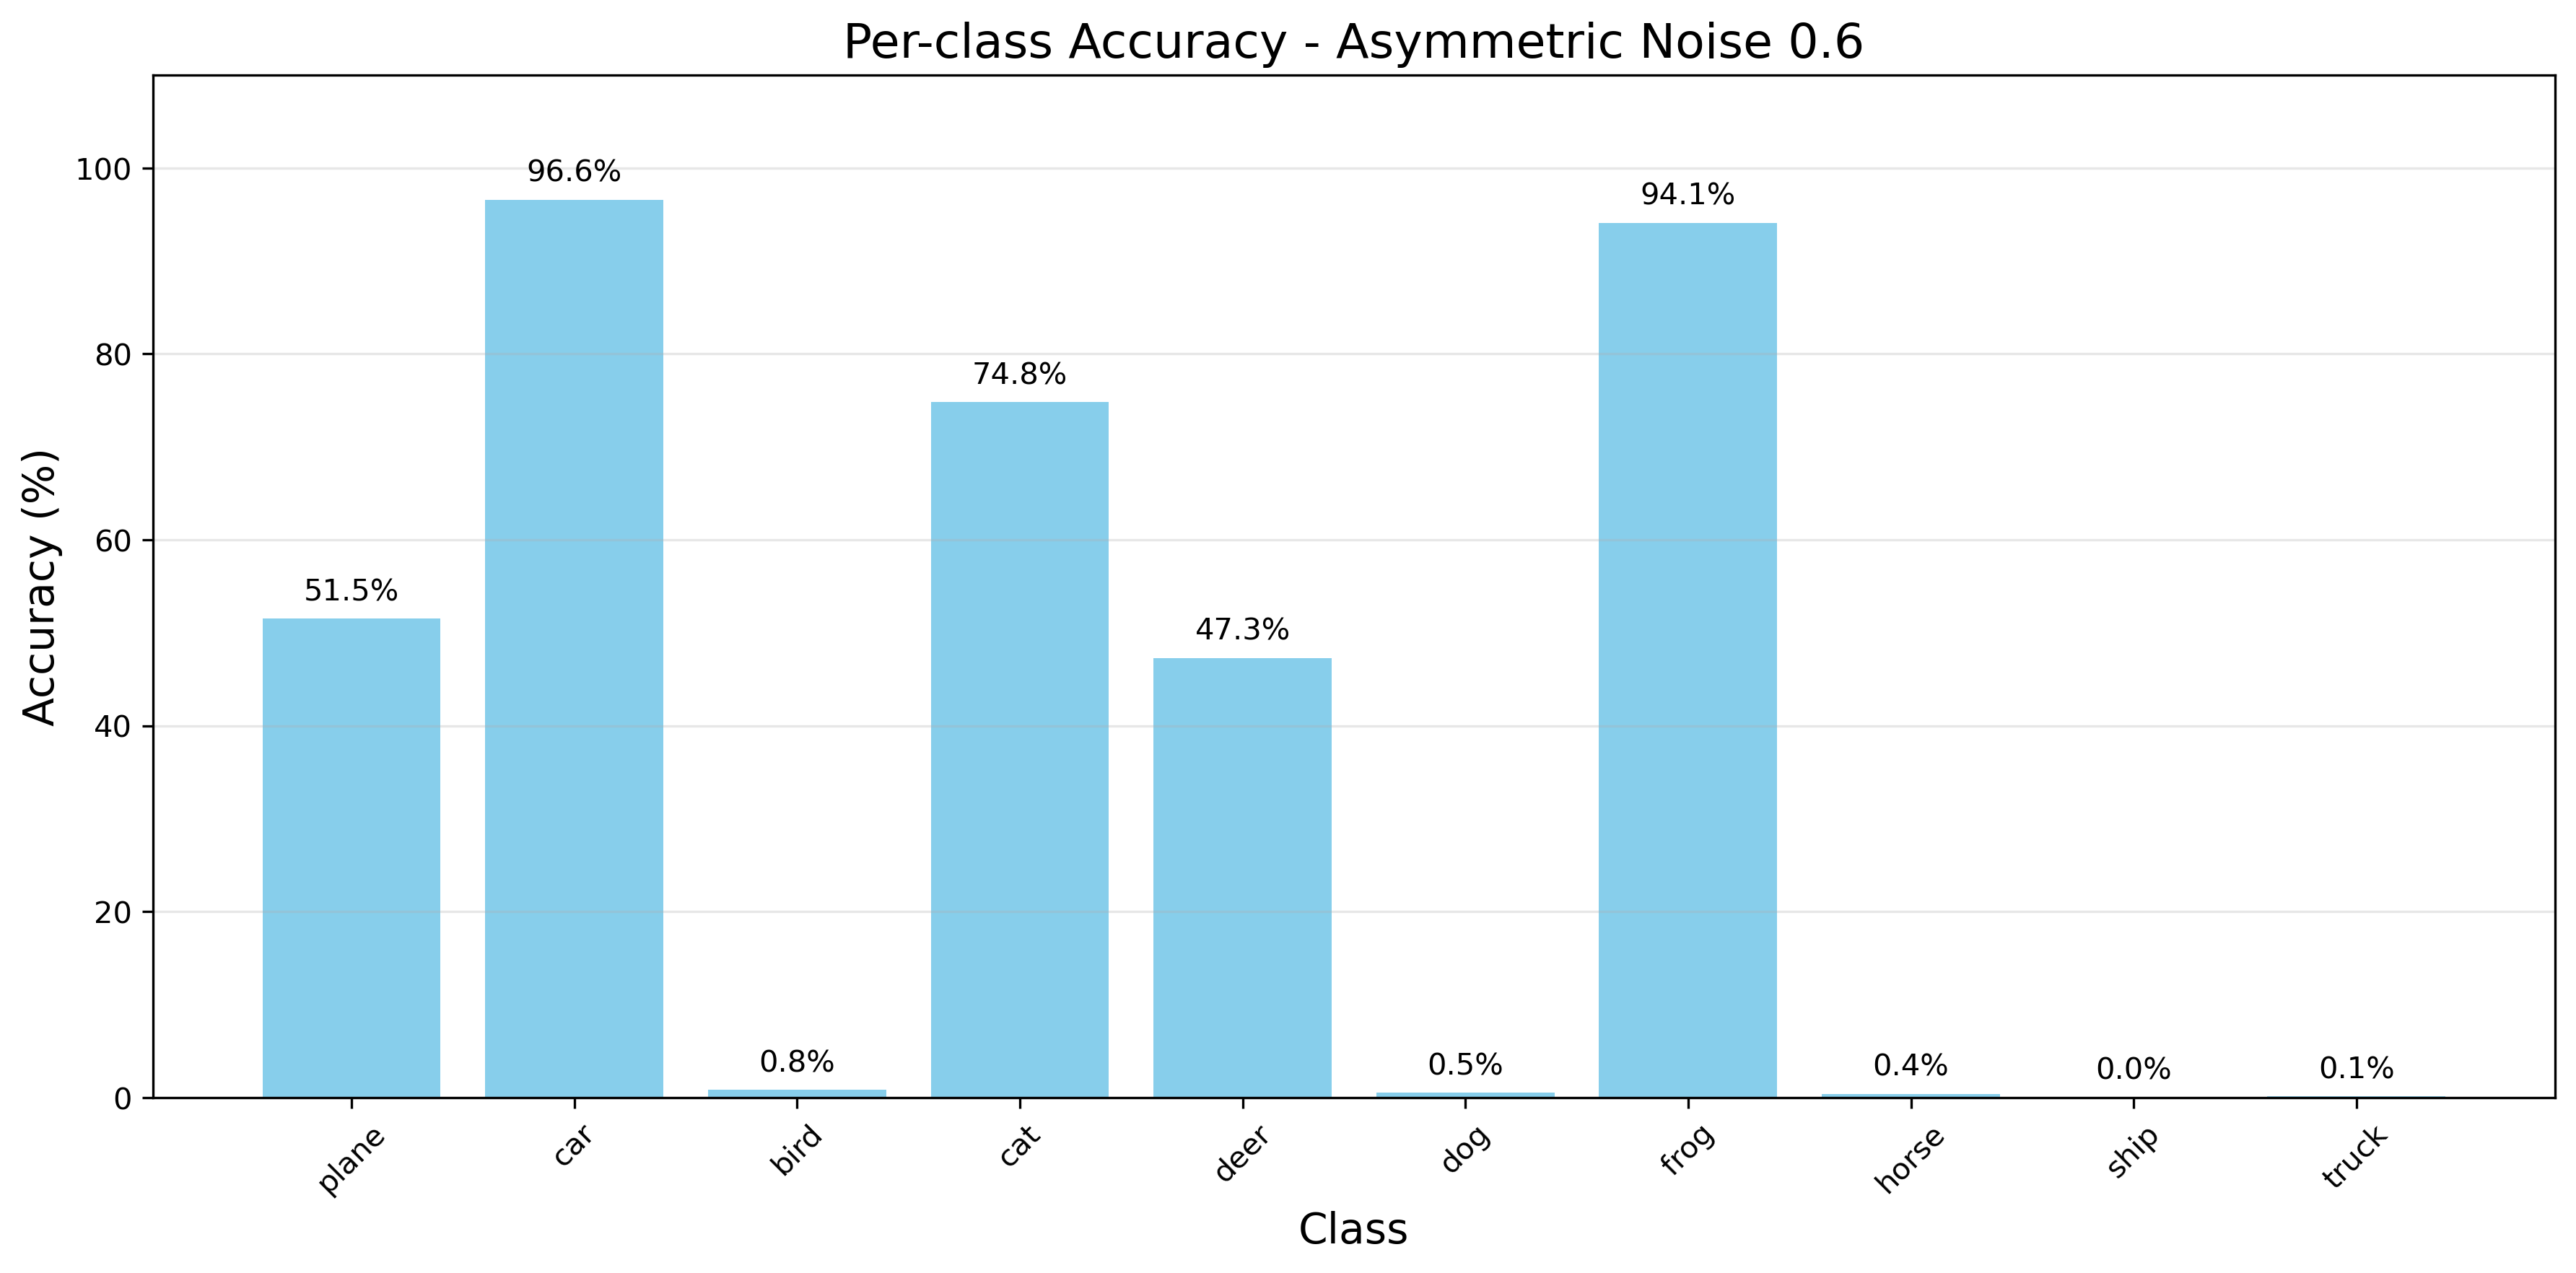 Per-class Accuracy - Asymmetric Noise 0.6
Accuracy (%)
100
80
60
40
20
0
51.5%
96.6%
0.8%
74.8%
47.3%
0.5%
94.1%
0.4%
0.0%
0.1%
plane
car
bird
cat
deer
dog
frog
horse
ship
truck
Class